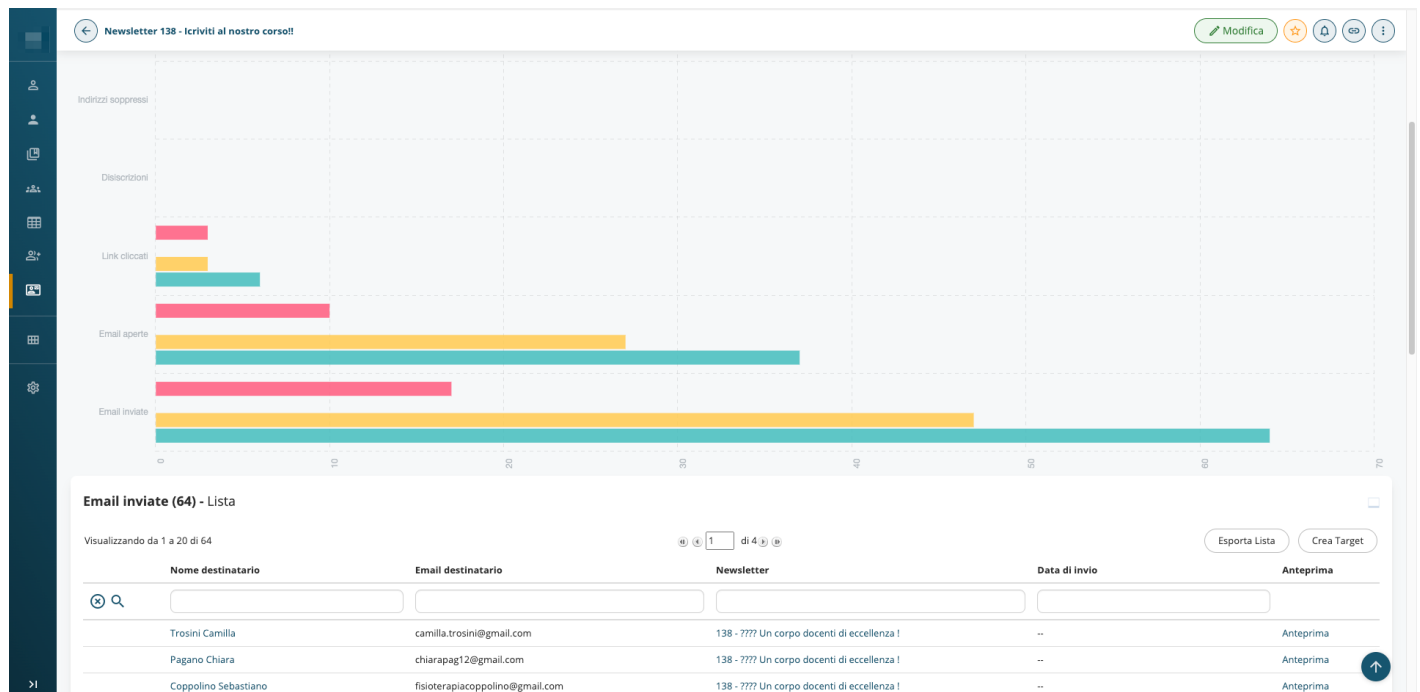 Newsletter 138 - Icriviti al nostro corso!!
Modifica
Indirizzi soppressi
Disiscrizioni
Link cliccati
Email aperte
Email inviate
0 10 20 30 40 50 60 70
Email inviate (64) - Lista
Visualizzando da 1 a 20 di 64
1 di 4
Esporta Lista Crea Target
Nome destinatario Email destinatario Newsletter Data di invio Anteprima
Trosini Camilla camilla.trosini@gmail.com 138 - ???? Un corpo docenti di eccellenza ! -- Anteprima
Pagano Chiara chiarapag12@gmail.com 138 - ???? Un corpo docenti di eccellenza ! -- Anteprima
Coppolino Sebastiano fisioterapiacoppolino@gmail.com 138 - ???? Un corpo docenti di eccellenza ! -- Anteprima